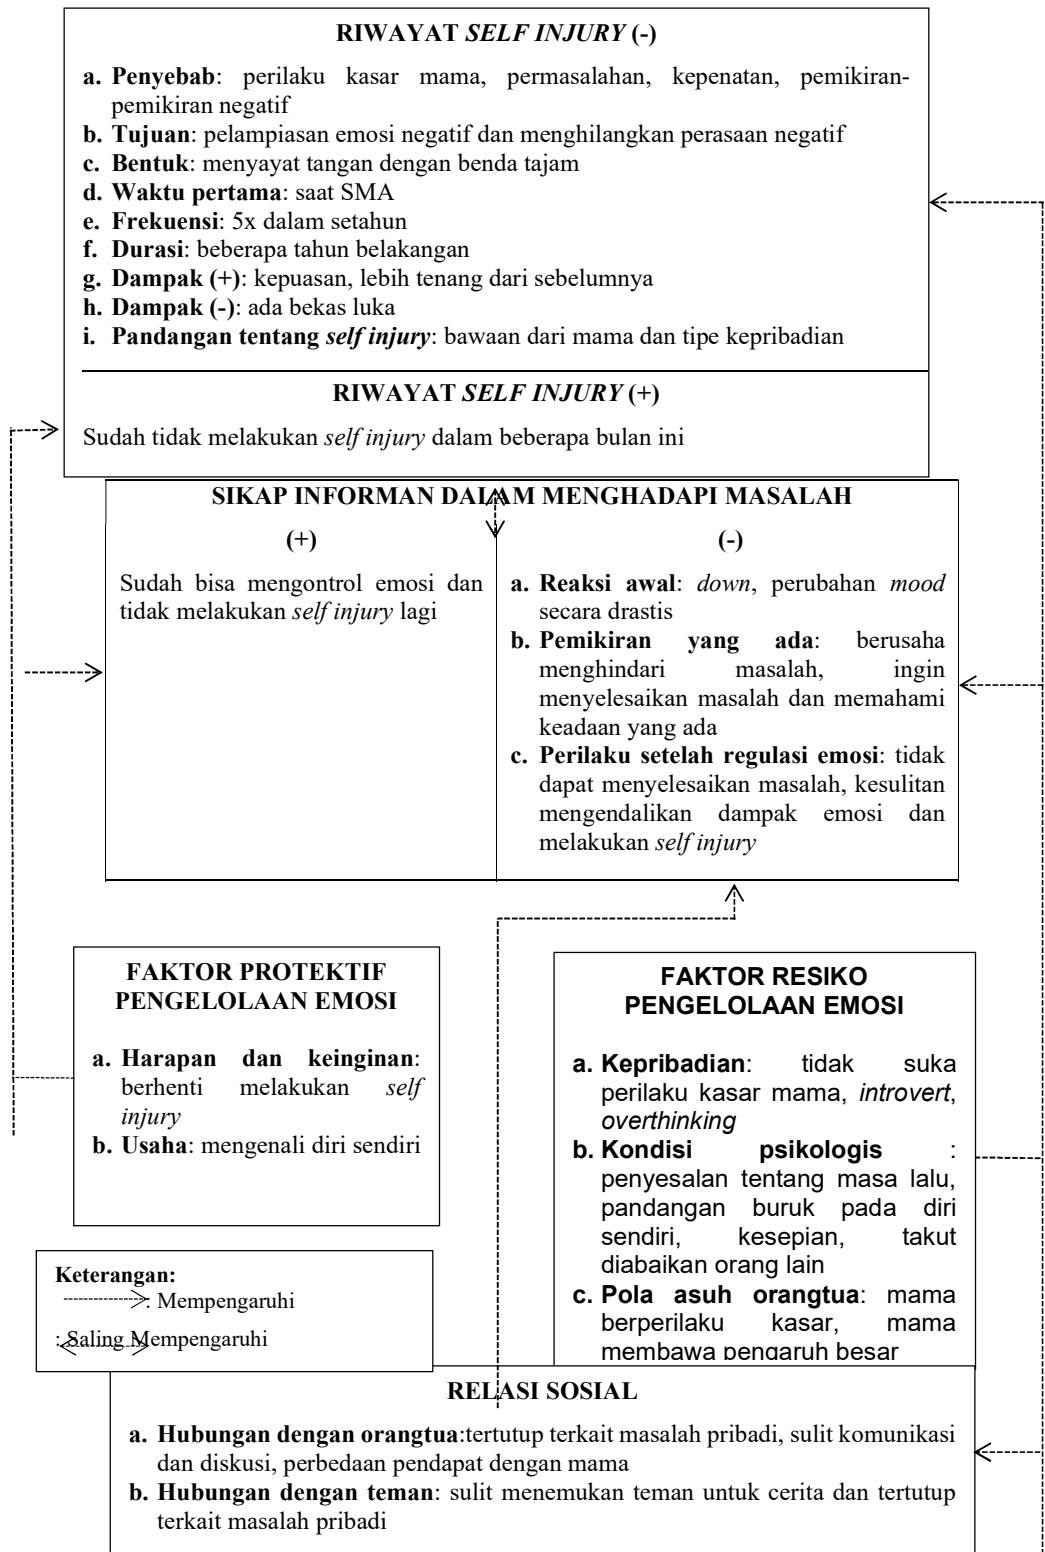 RIWAYAT SELF INJURY (-)
a. Penyebab: perilaku kasar mama, permasalahan, kepenatan, pemikiran-
pemikiran negatif
b. Tujuan: pelampiasan emosi negatif dan menghilangkan perasaan negatif
c. Bentuk: menyayat tangan dengan benda tajam
d. Waktu pertama: saat SMA
e. Frekuensi: 5x dalam setahun
f. Durasi: beberapa tahun belakangan
g. Dampak (+): kepuasan, lebih tenang dari sebelumnya
h. Dampak (-): ada bekas luka
i. Pandangan tentang self injury: bawaan dari mama dan tipe kepribadian
RIWAYAT SELF INJURY (+)
Sudah tidak melakukan self injury dalam beberapa bulan ini
SIKAP INFORMAN DALAM MENGHADAPI MASALAH
(+)
Sudah bisa mengontrol emosi dan
tidak melakukan self injury lagi
(-)
a. Reaksi awal: down, perubahan mood
secara drastis
b. Pemikiran yang ada: berusaha
menghindari masalah, ingin
menyelesaikan masalah dan memahami
keadaan yang ada
c. Perilaku setelah regulasi emosi: tidak
dapat menyelesaikan masalah, kesulitan
mengendalikan dampak emosi dan
melakukan self injury
FAKTOR PROTEKTIF
PENGELOLAAN EMOSI
a. Harapan dan keinginan:
berhenti melakukan self
injury
b. Usaha: mengenali diri sendiri
FAKTOR RESIKO
PENGELOLAAN EMOSI
a. Kepribadian: tidak suka
perilaku kasar mama, introvert,
overthinking
b. Kondisi psikologis :
penyesalan tentang masa lalu,
pandangan buruk pada diri
sendiri, kesepian, takut
diabaikan orang lain
c. Pola asuh orangtua: mama
berperilaku kasar, mama
membawa pengaruh besar
Keterangan:
: Mempengaruhi
: Saling Mempengaruhi
RELASI SOSIAL
a. Hubungan dengan orangtua:tertutup terkait masalah pribadi, sulit komunikasi
dan diskusi, perbedaan pendapat dengan mama
b. Hubungan dengan teman: sulit menemukan teman untuk cerita dan tertutup
terkait masalah pribadi